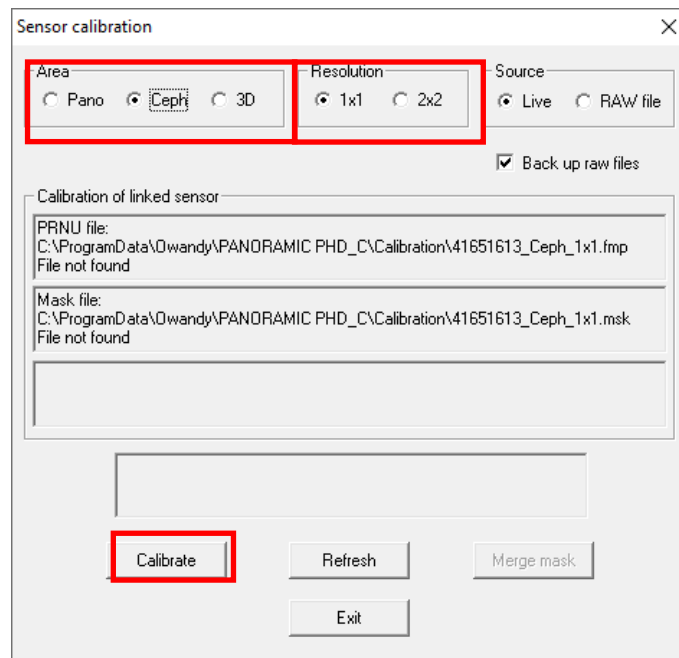 Sensor calibration
Area
Pano Ceph 3D
Resolution
1x1 2x2
Source
Live RAW file
Back up raw files
Calibration of linked sensor
PRNU file:
C:\ProgramData\Owandy\PANORAMIC PHD_C\Calibration\41651613_Ceph_1x1.fmp
File not found
Mask file:
C:\ProgramData\Owandy\PANORAMIC PHD_C\Calibration\41651613_Ceph_1x1.msk
File not found
Calibrate Refresh Merge mask
Exit